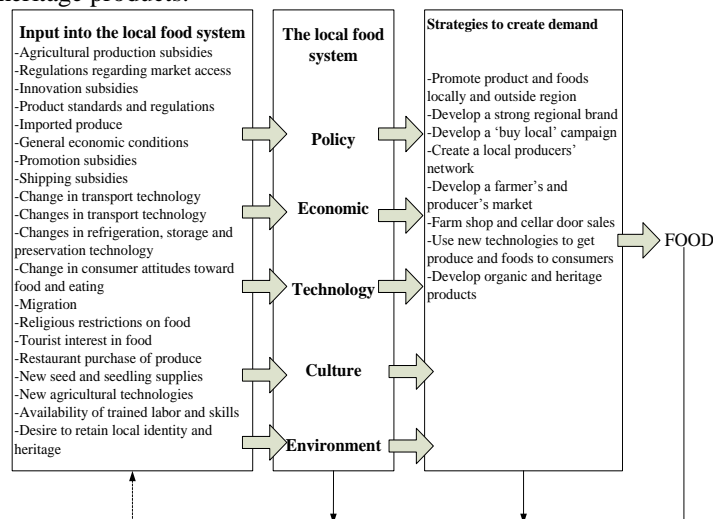 heritage products.
Input into the local food system
-Agricultural production subsidies
-Regulations regarding market access
-Innovation subsidies
-Product standards and regulations
-Imported produce
-General economic conditions
-Promotion subsidies
-Shipping subsidies
-Change in transport technology
-Changes in transport technology
-Changes in refrigeration, storage and
preservation technology
-Change in consumer attitudes toward
food and eating
-Migration
-Religious restrictions on food
-Tourist interest in food
-Restaurant purchase of produce
-New seed and seedling supplies
-New agricultural technologies
-Availability of trained labor and skills
-Desire to retain local identity and
heritage
The local food
system
Policy
Economic
Technology
Culture
Environment
Strategies to create demand
-Promote product and foods
locally and outside region
-Develop a strong regional brand
-Develop a ‘buy local’ campaign
-Create a local producers’
network
-Develop a farmer’s and
producer’s market
-Farm shop and cellar door sales
-Use new technologies to get
produce and foods to consumers
-Develop organic and heritage
products
FOOD